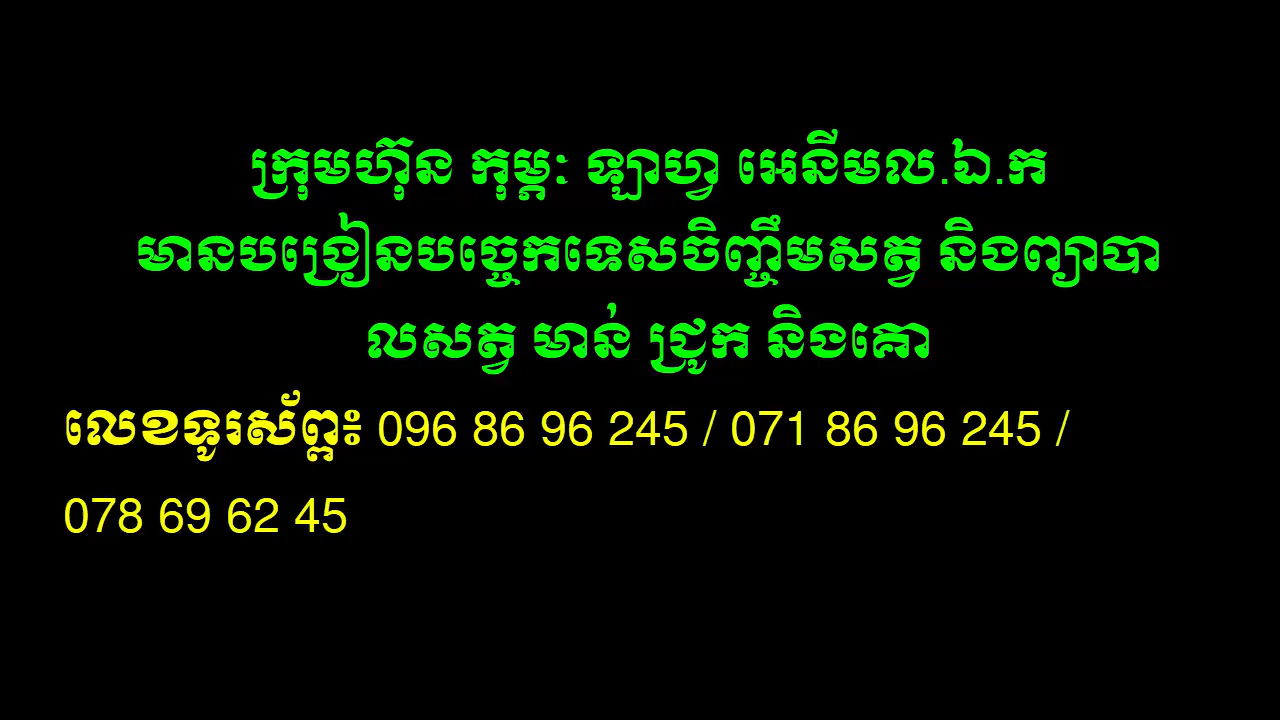 ក្រុមហ៊ុន កុម្ភៈ ឡាហ្វ អេនីមល.ឯ.ក
មានបង្រៀនបច្ចេកទេសចិញ្ចឹមសត្វ និងព្យាបា
លសត្វ មាន់ ជ្រូក និងគោ
លេខទូរស័ព្ទ៖ 096 86 96 245 / 071 86 96 245 /
078 69 62 45